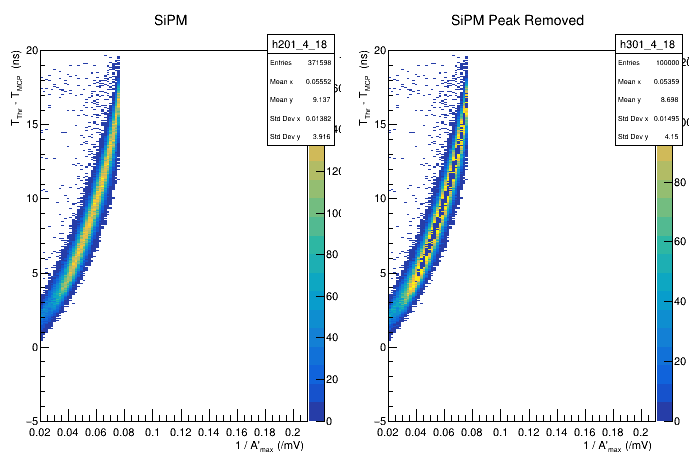 SiPM
h201_4_18
Entries 371598
Mean x 0.05552
Mean y 9.137
Std Dev x 0.01382
Std Dev y 3.916
T_Thr - T_MCP (ns)
20
15
10
5
0
−5
0.02 0.04 0.06 0.08 0.1 0.12 0.14 0.16 0.18 0.2
1 / A'_max (/mV)
120
100
80
60
40
20
0
SiPM Peak Removed
h301_4_18
Entries 100000
Mean x 0.05359
Mean y 8.698
Std Dev x 0.01495
Std Dev y 4.15
T_Thr - T_MCP (ns)
20
15
10
5
0
−5
0.02 0.04 0.06 0.08 0.1 0.12 0.14 0.16 0.18 0.2
1 / A'_max (/mV)
80
60
40
20
0